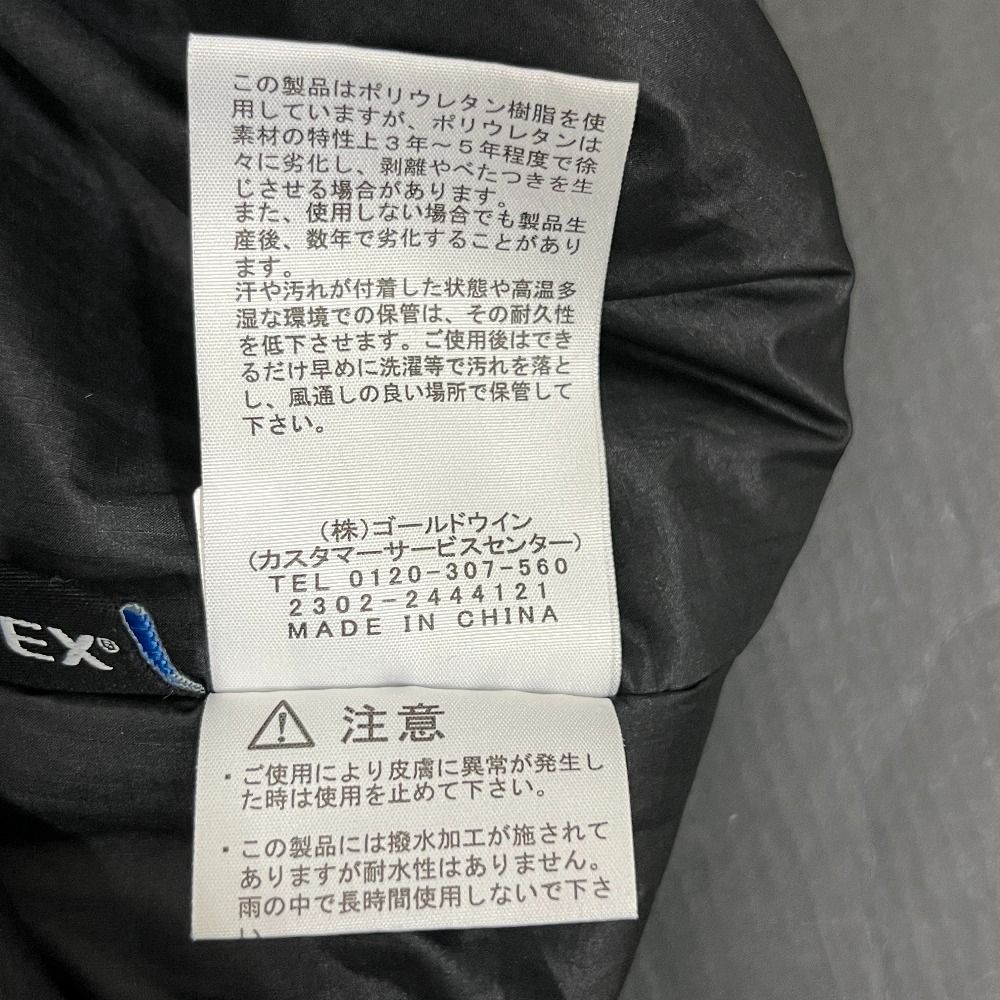 この製品はポリウレタン樹脂を使
用していますが、ポリウレタンは
素材の特性上3年～5年程度で徐
々に劣化し、剥離やべたつきを生
じさせる場合があります。
また、使用しない場合でも製品生
産後、数年で劣化することがあり
ます。
汗や汚れが付着した状態や高温多
湿な環境での保管は、その耐久性
を低下させます。ご使用後はでき
るだけ早めに洗濯等で汚れを落と
し、風通しの良い場所で保管して
下さい。
(株)ゴールドウイン
(カスタマーサービスセンター)
TEL 0120-307-560
2302-2444121
MADE IN CHINA
EX®
⚠ 注意
・ご使用により皮膚に異常が発生し
た時は使用を止めて下さい。
・この製品には撥水加工が施されて
ありますが耐水性はありません。
雨の中で長時間使用しないで下さ
い。